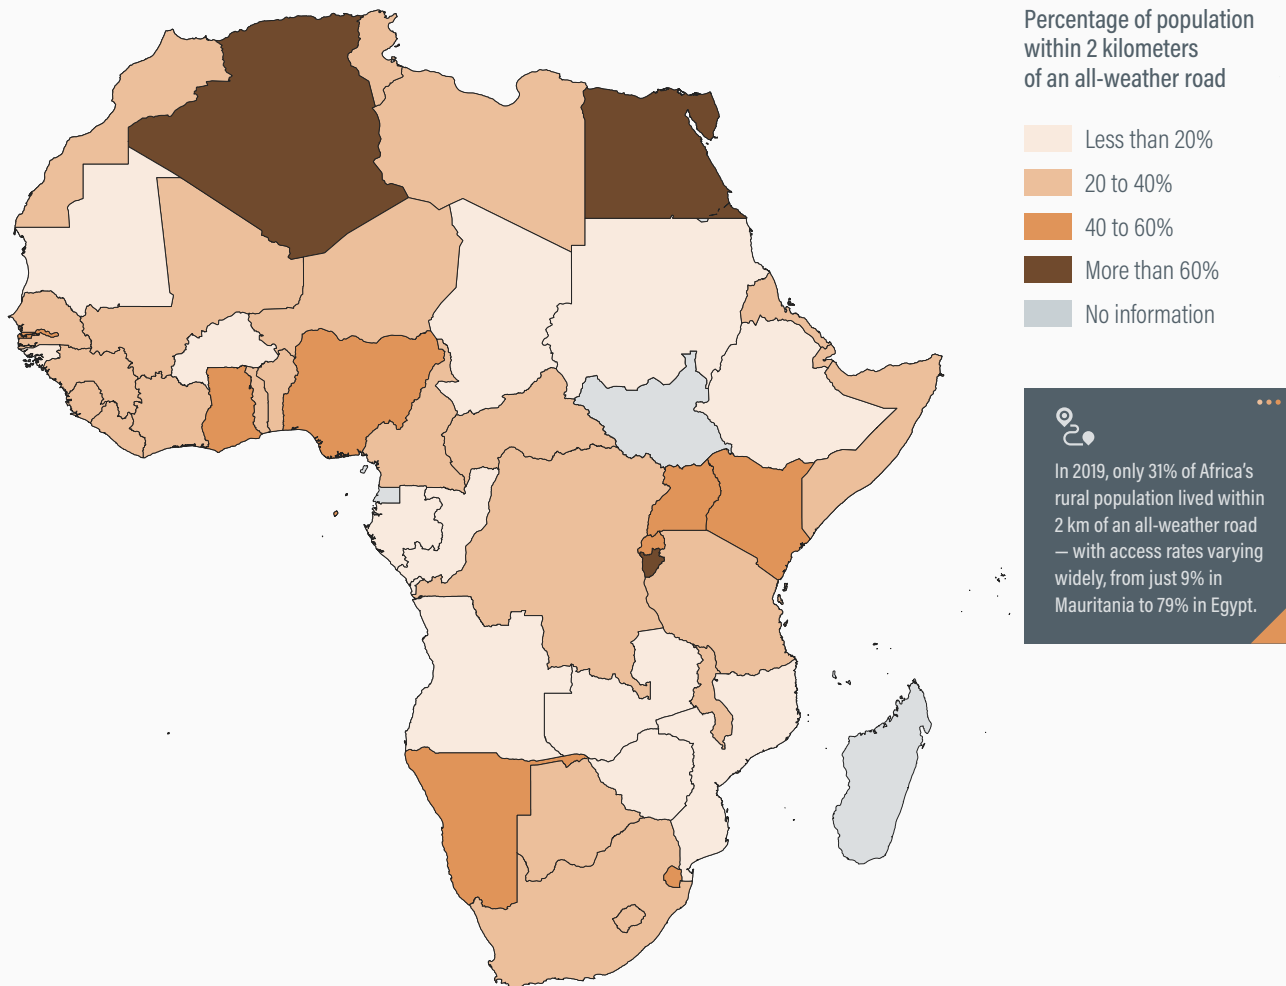 Percentage of population
within 2 kilometers
of an all-weather road
Less than 20%
20 to 40%
40 to 60%
More than 60%
No information
In 2019, only 31% of Africa's
rural population lived within
2 km of an all-weather road
— with access rates varying
widely, from just 9% in
Mauritania to 79% in Egypt.